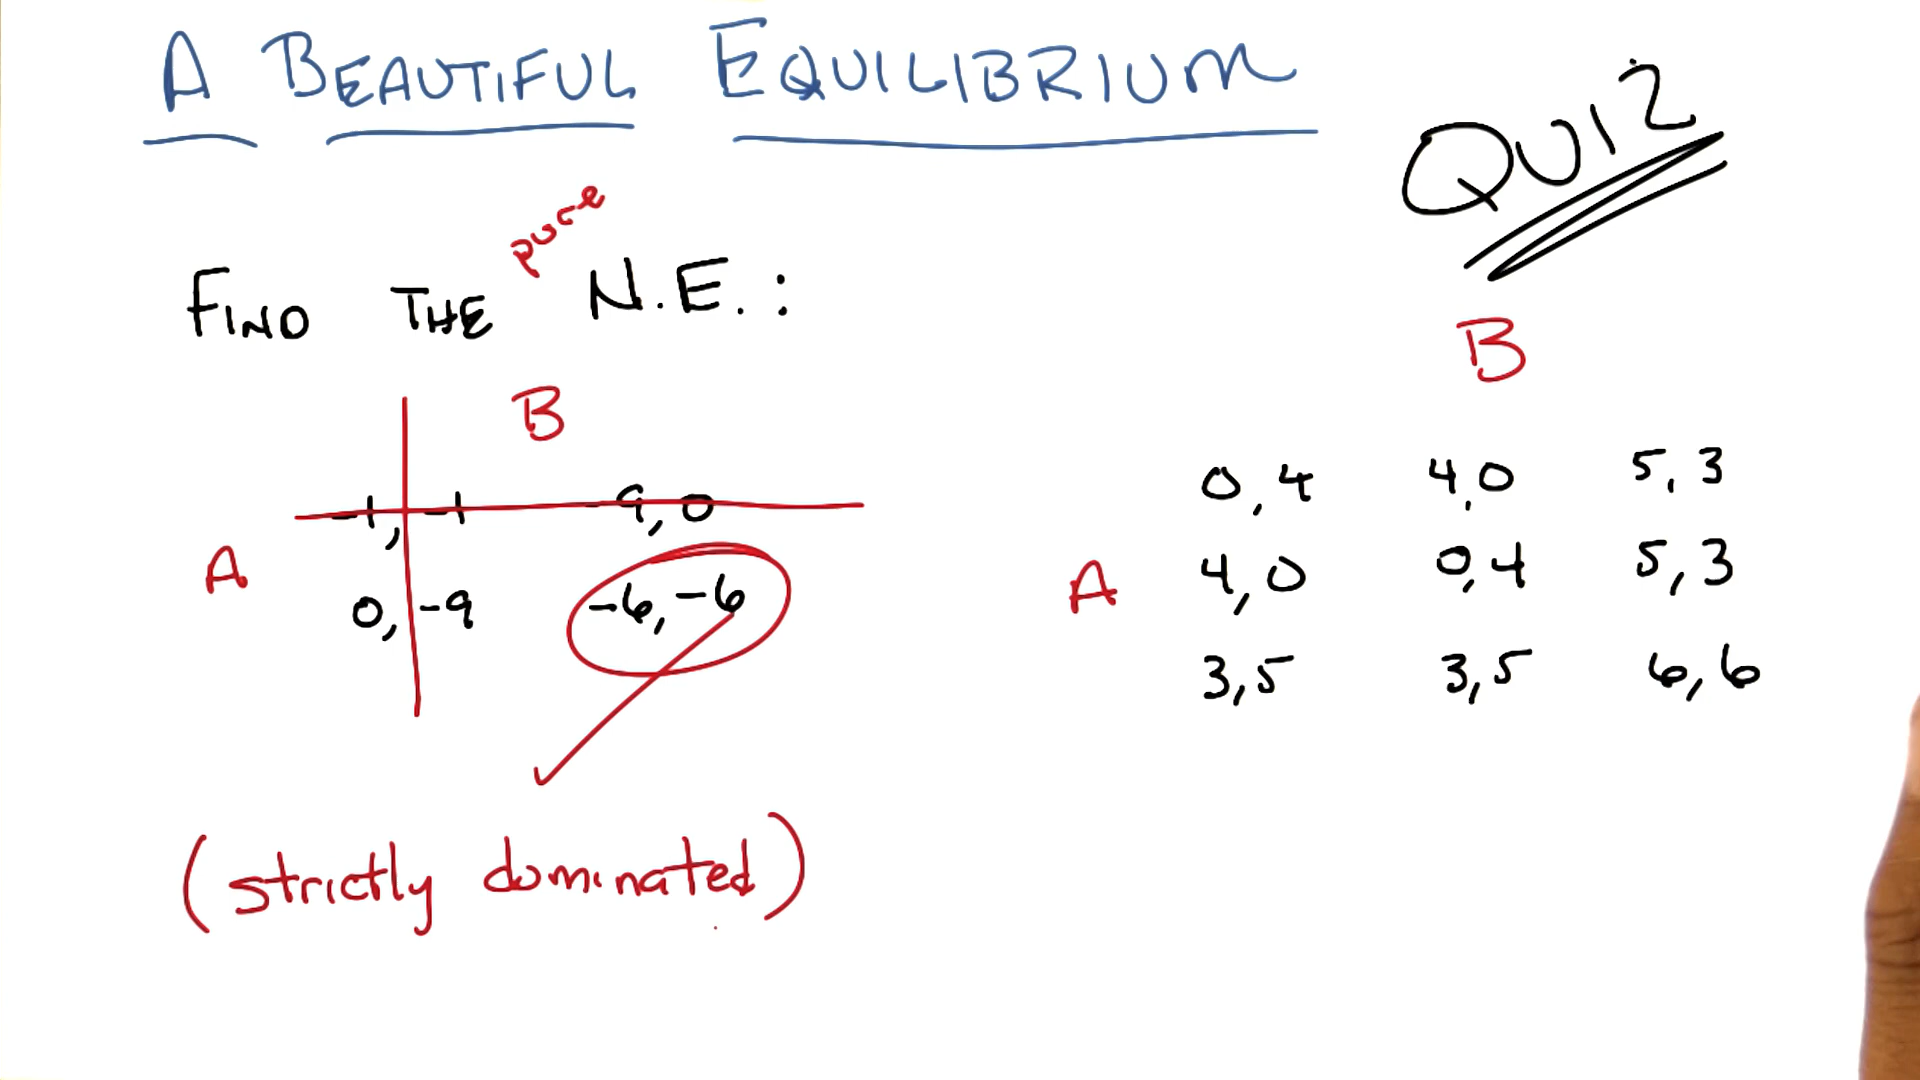 A BEAUTIFUL EQUILIBRIUM
QUIZ
pure
FIND THE N.E.:
B
-1, -1 -9, 0
A
0, -9 -6, -6
(strictly dominated)
B
0, 4 4, 0 5, 3
A
4, 0 0, 4 5, 3
3, 5 3, 5 6, 6